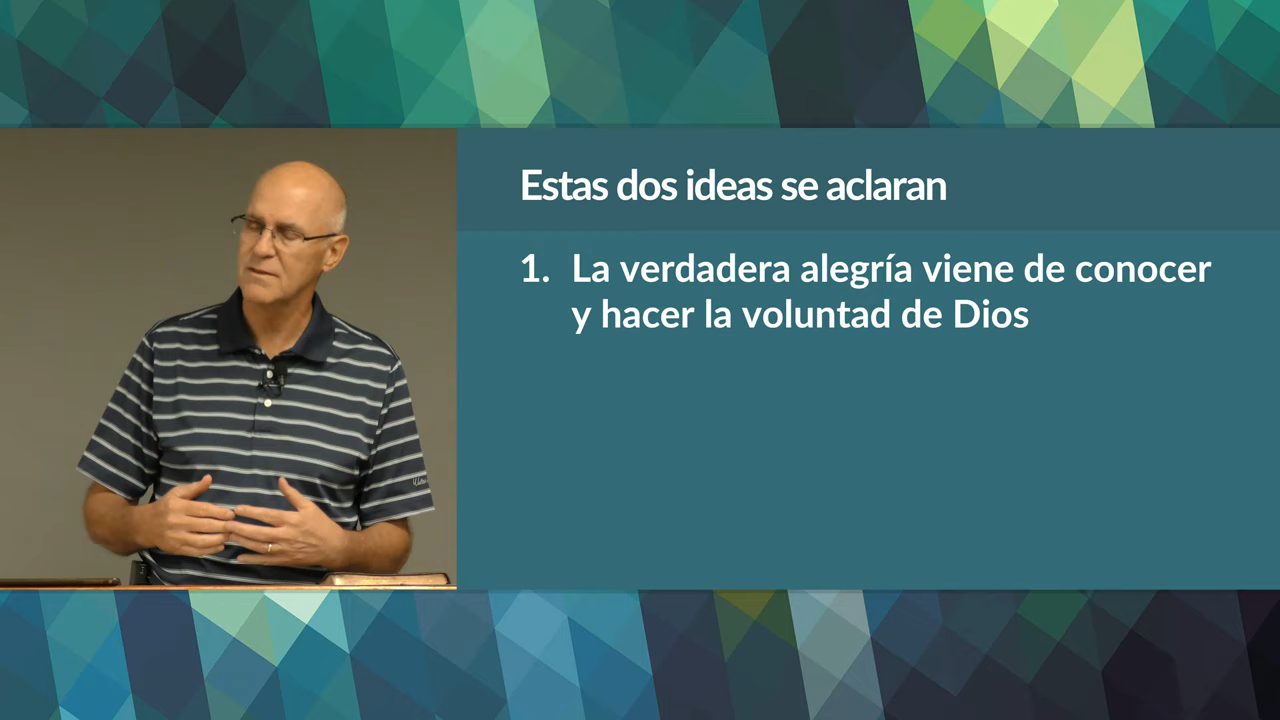 Estas dos ideas se aclaran
1. La verdadera alegría viene de conocer
y hacer la voluntad de Dios